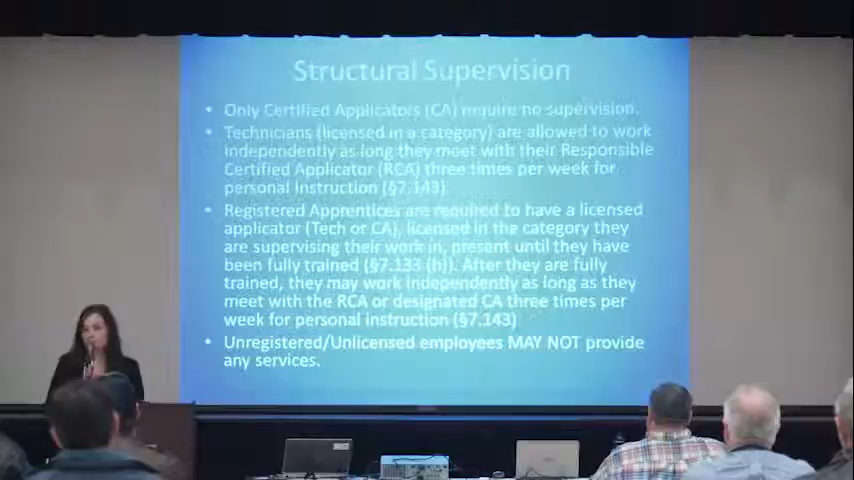 Structural Supervision
• Only Certified Applicators (CA) require no supervision.
• Technicians (licensed in a category) are allowed to work
independently as long they meet with their Responsible
Certified Applicator (RCA) three times per week for
personal Instruction (§7.143)
• Registered Apprentices are required to have a licensed
applicator (Tech or CA), licensed in the category they
are supervising their work in, present until they have
been fully trained (§7.133 (h)). After they are fully
trained, they may work independently as long as they
meet with the RCA or designated CA three times per
week for personal instruction (§7.143)
• Unregistered/Unlicensed employees MAY NOT provide
any services.